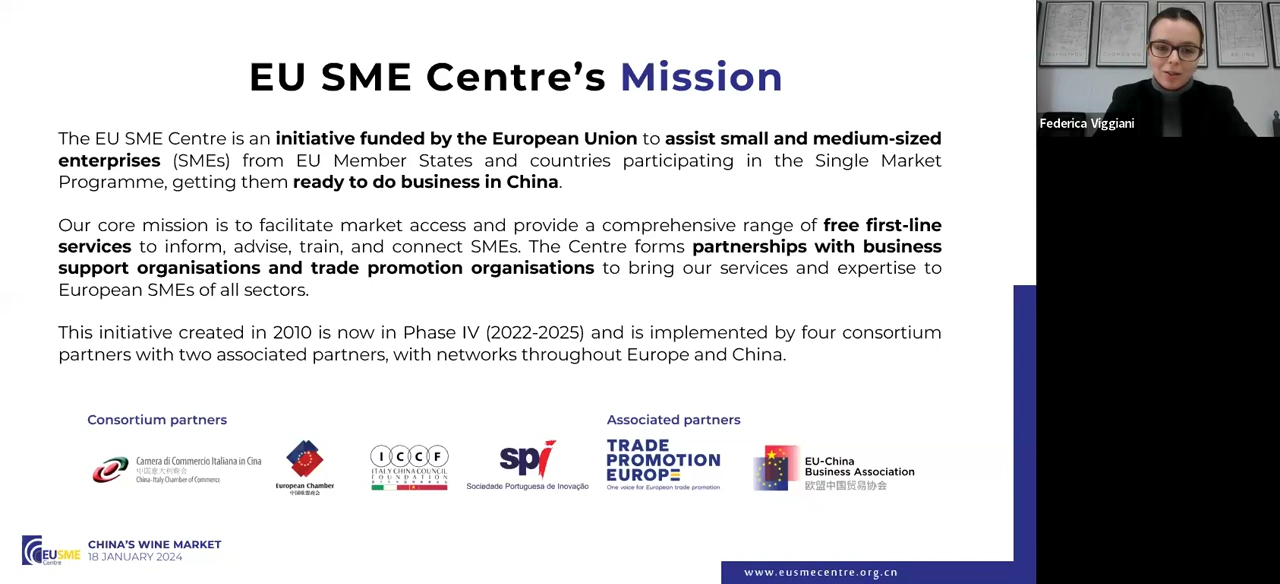 EU SME Centre's Mission
The EU SME Centre is an initiative funded by the European Union to assist small and medium-sized
enterprises (SMEs) from EU Member States and countries participating in the Single Market
Programme, getting them ready to do business in China.
Our core mission is to facilitate market access and provide a comprehensive range of free first-line
services to inform, advise, train, and connect SMEs. The Centre forms partnerships with business
support organisations and trade promotion organisations to bring our services and expertise to
European SMEs of all sectors.
This initiative created in 2010 is now in Phase IV (2022-2025) and is implemented by four consortium
partners with two associated partners, with networks throughout Europe and China.
Consortium partners
Camera di Commercio Italiana in Cina
中国意大利商会
China-Italy Chamber of Commerce
European Chamber
中国欧盟商会
ICCF
ITALY CHINA COUNCIL
FOUNDATION
spi
Sociedade Portuguesa de Inovação
Associated partners
TRADE
PROMOTION
EUROPE
One voice for European trade promotion
EU-China
Business Association
欧盟中国贸易协会
EUSME
Centre
CHINA'S WINE MARKET
18 JANUARY 2024
www.eusmecentre.org.cn
Federica Viggiani